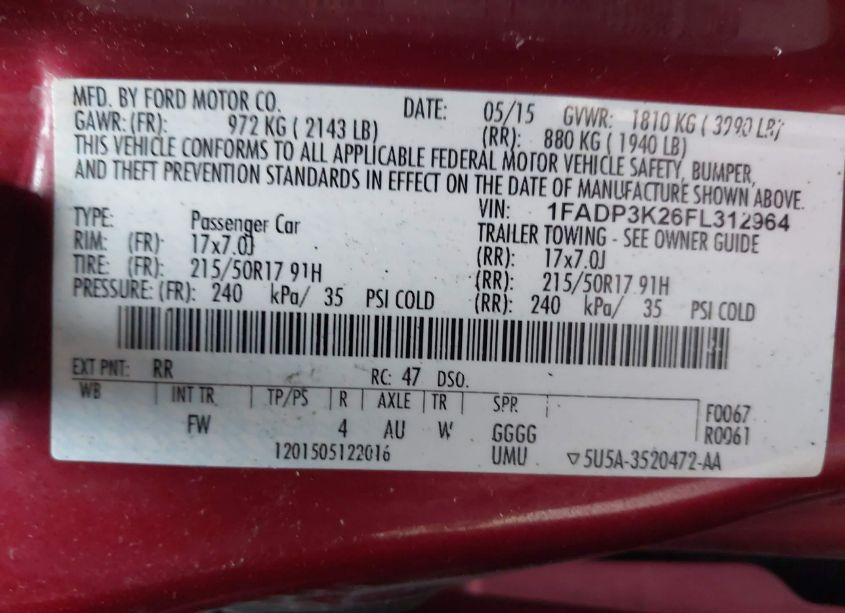 MFD. BY FORD MOTOR CO. DATE: 05/15 GVWR: 1810 KG ( 3990 LB)
GAWR: (FR): 972 KG ( 2143 LB) (RR): 880 KG ( 1940 LB)
THIS VEHICLE CONFORMS TO ALL APPLICABLE FEDERAL MOTOR VEHICLE SAFETY, BUMPER,
AND THEFT PREVENTION STANDARDS IN EFFECT ON THE DATE OF MANUFACTURE SHOWN ABOVE.
VIN: 1FADP3K26FL312964
TYPE: Passenger Car TRAILER TOWING - SEE OWNER GUIDE
RIM: (FR): 17x7.0J (RR): 17x7.0J
TIRE: (FR): 215/50R17 91H (RR): 215/50R17 91H
PRESSURE: (FR): 240 kPa/ 35 PSI COLD (RR): 240 kPa/ 35 PSI COLD
EXT PNT: RR RC: 47 DSO:
WB INT TR TP/PS R AXLE TR SPR F0067
FW 4 AU W GGGG R0061
1201505122016 UMU ▽5U5A-3520472-AA